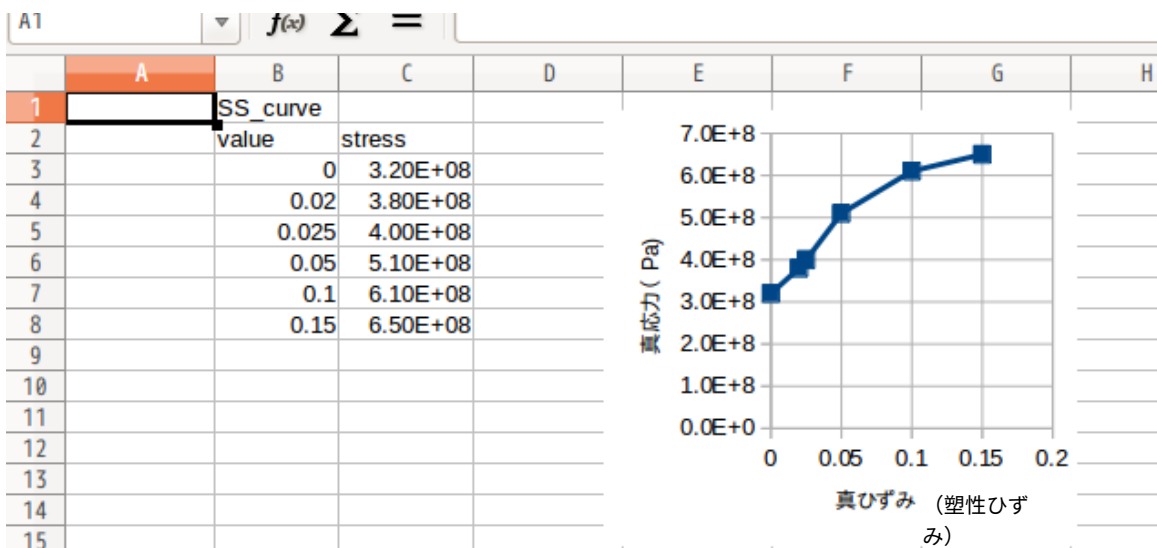 A1 f(x) Σ =
A B C D E F G H
1 SS_curve
2 value stress
3 0 3.20E+08
4 0.02 3.80E+08
5 0.025 4.00E+08
6 0.05 5.10E+08
7 0.1 6.10E+08
8 0.15 6.50E+08
9
10
11
12
13
14
15
7.0E+8
6.0E+8
5.0E+8
4.0E+8
3.0E+8
2.0E+8
1.0E+8
0.0E+0
真応力( Pa)
0 0.05 0.1 0.15 0.2
真ひずみ (塑性ひず
み)